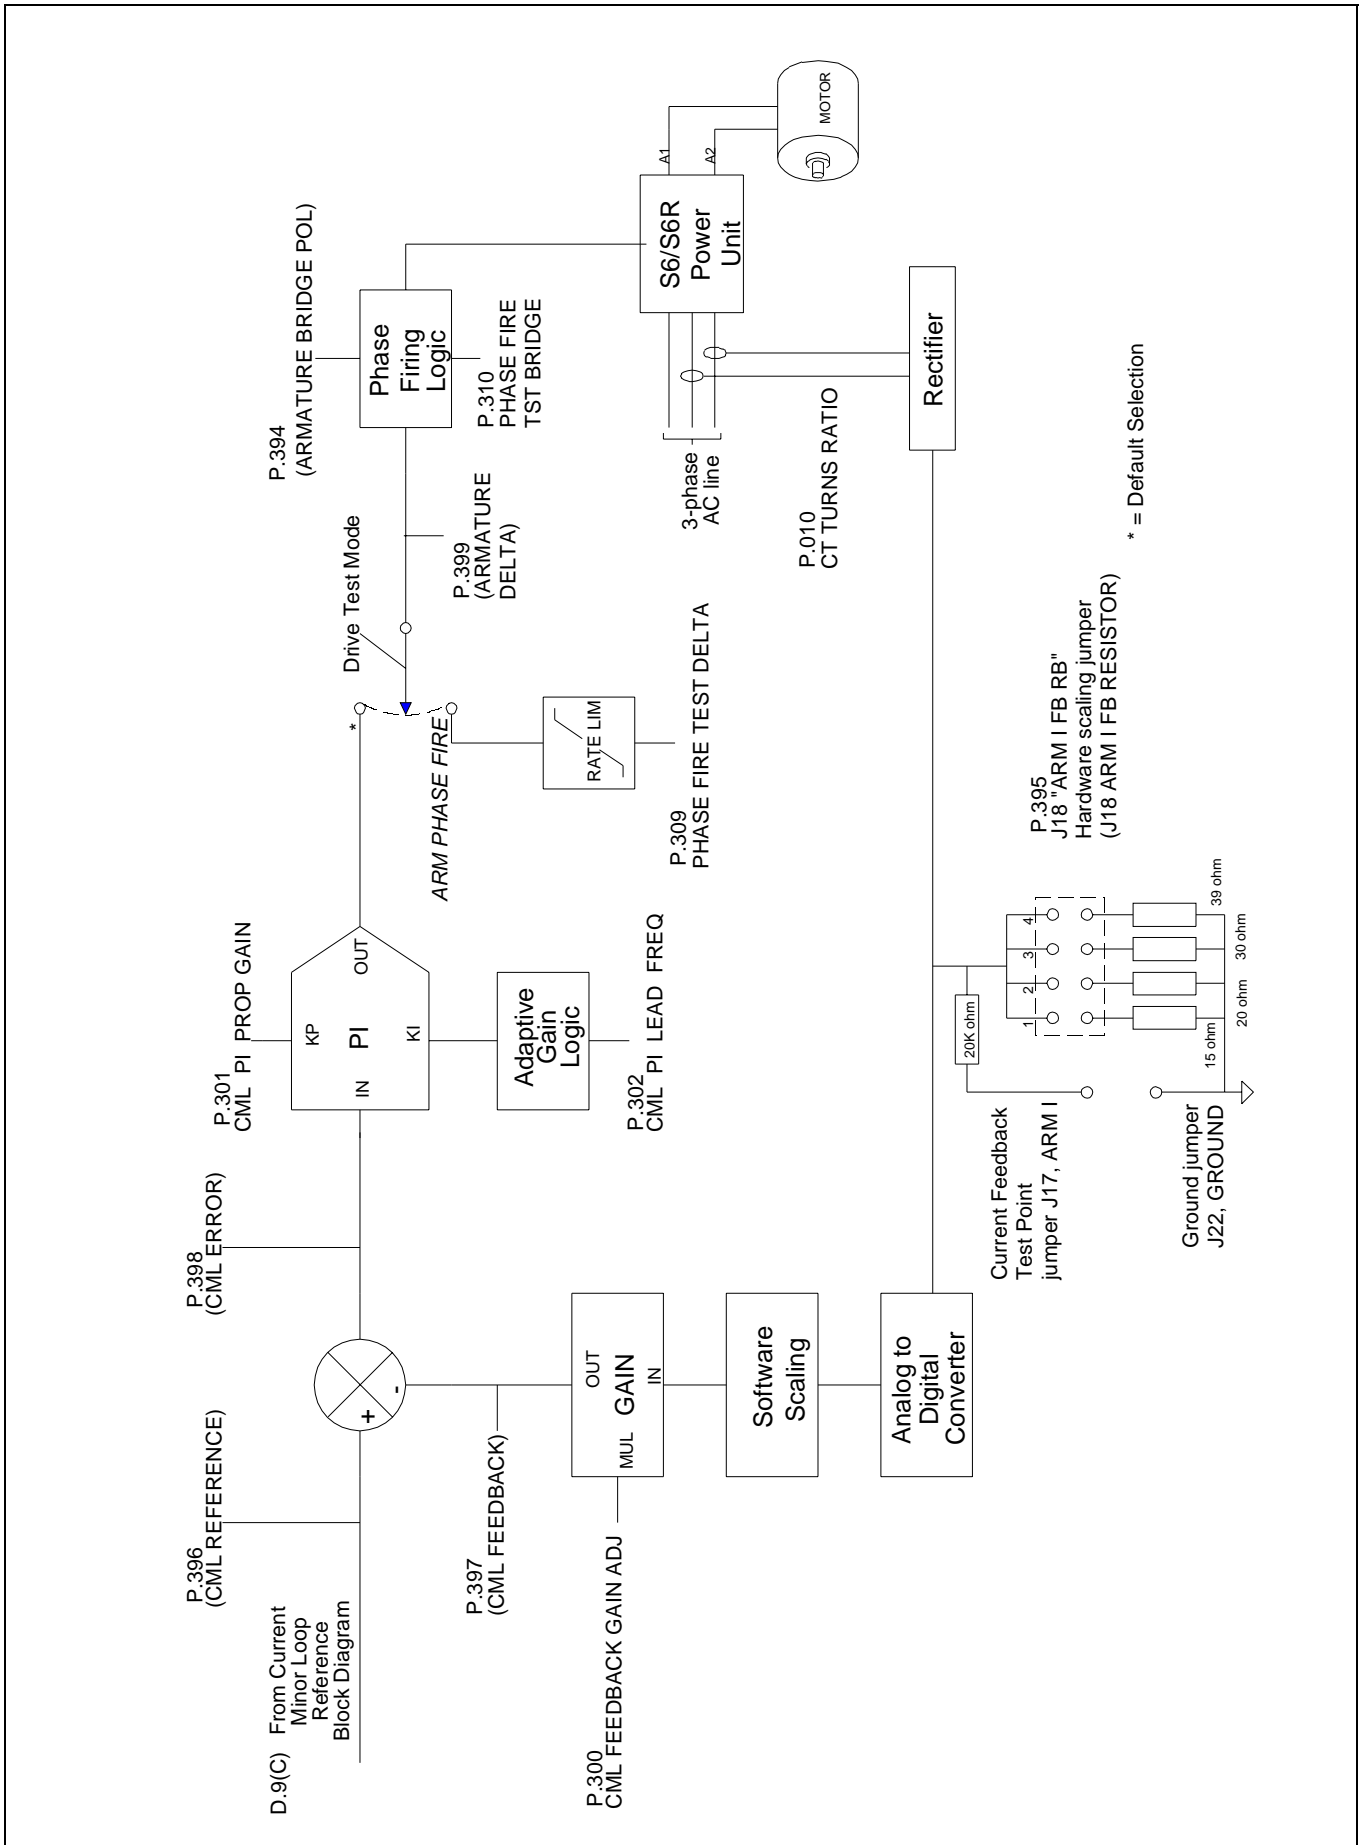 D.9(C) From Current
Minor Loop
Reference
Block Diagram
P.396
(CML REFERENCE)
+
-
P.398
(CML ERROR)
P.301
CML PI PROP GAIN
KP
IN
PI
OUT
KI
Adaptive
Gain
Logic
P.302
CML PI LEAD FREQ
*
ARM PHASE FIRE
Drive Test Mode
RATE LIM
P.309
PHASE FIRE TEST DELTA
P.399
(ARMATURE
DELTA)
P.394
(ARMATURE BRIDGE POL)
Phase
Firing
Logic
P.310
PHASE FIRE
TST BRIDGE
S6/S6R
Power
Unit
A1
A2
MOTOR
3-phase
AC line
P.010
CT TURNS RATIO
Rectifier
P.397
(CML FEEDBACK)
P.300
CML FEEDBACK GAIN ADJ
OUT
MUL GAIN
IN
Software
Scaling
Analog to
Digital
Converter
20K ohm
1
2
3
4
15 ohm
20 ohm
30 ohm
39 ohm
Current Feedback
Test Point
jumper J17, ARM I
Ground jumper
J22, GROUND
P.395
J18 "ARM I FB RB"
Hardware scaling jumper
(J18 ARM I FB RESISTOR)
* = Default Selection